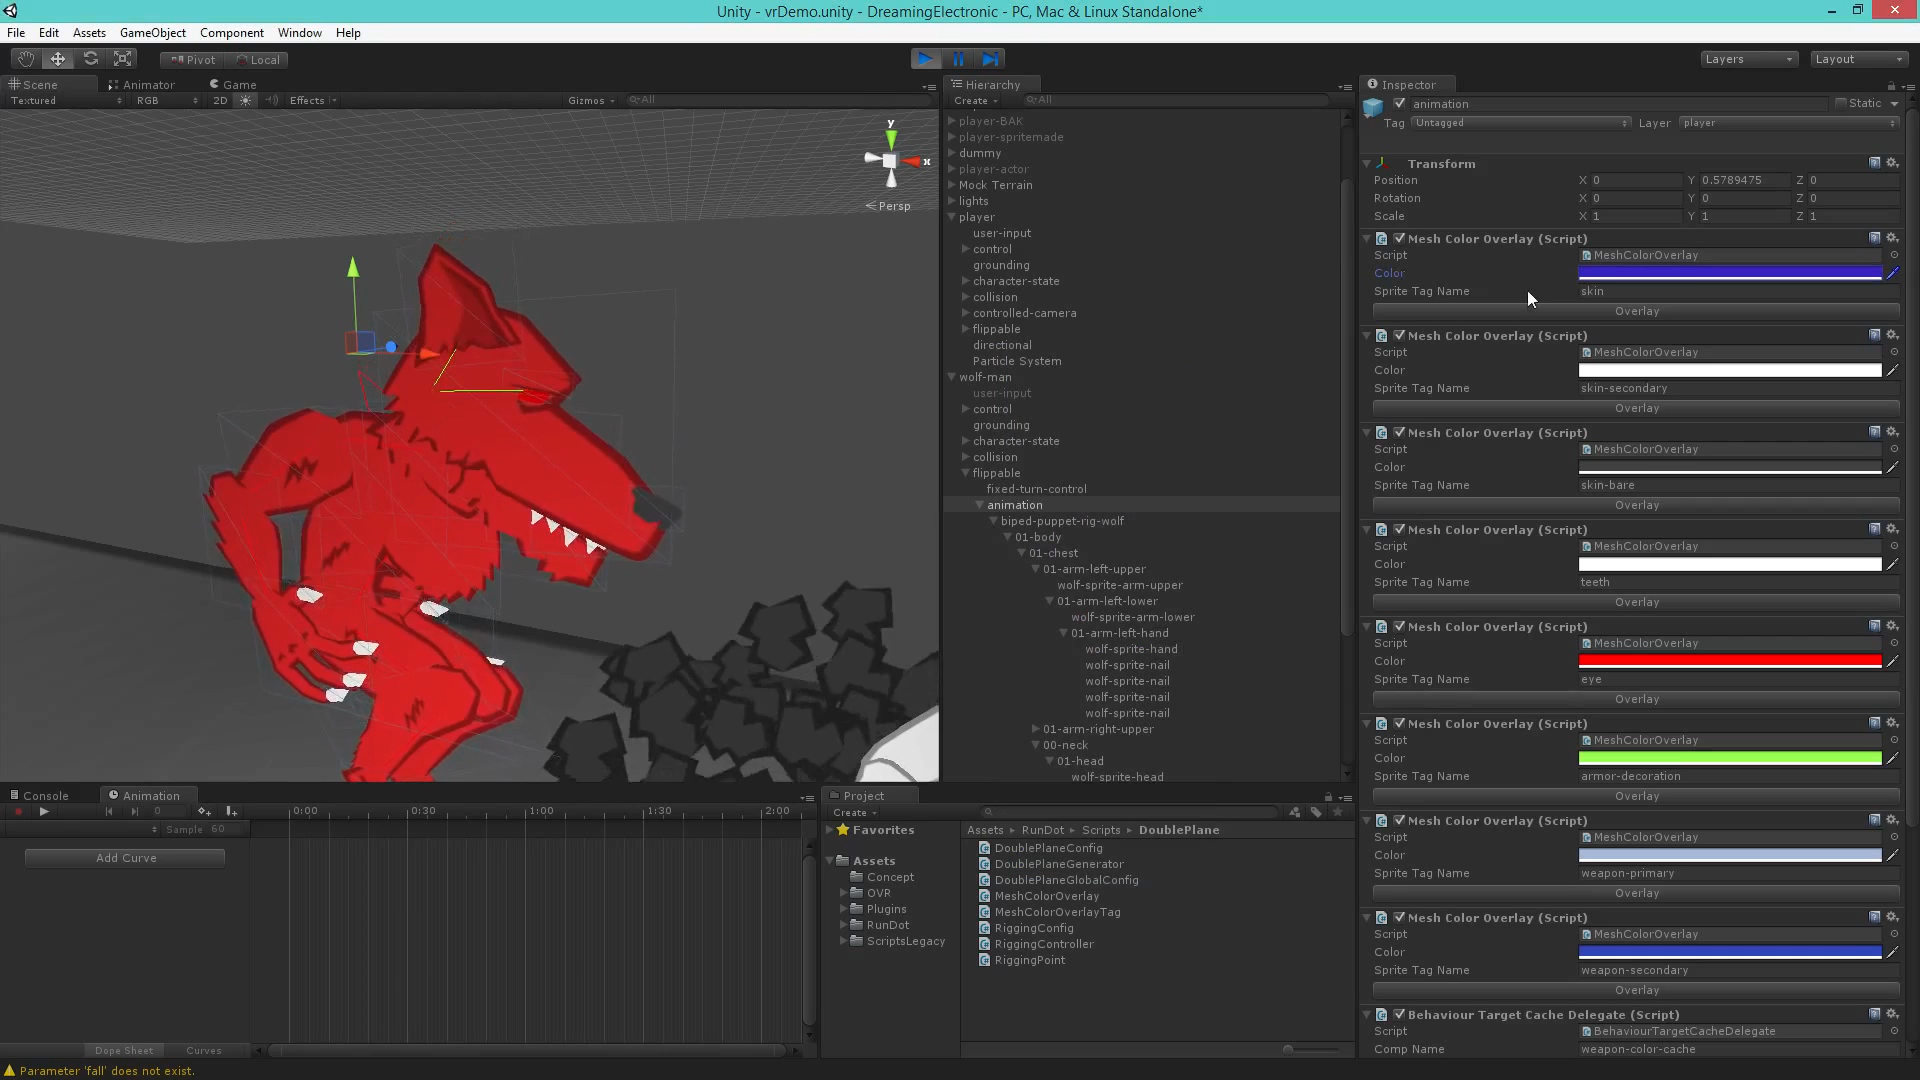 Unity - vrDemo.unity - DreamingElectronic - PC, Mac & Linux Standalone*
File Edit Assets GameObject Component Window Help
Pivot Local
Layers Layout
Scene Animator Game
Textured RGB 2D Effects Gizmos All
y
x
Persp
Hierarchy
Create All
player-BAK
player-spritemade
dummy
player-actor
Mock Terrain
lights
player
user-input
control
grounding
character-state
collision
controlled-camera
flippable
directional
Particle System
wolf-man
user-input
control
grounding
character-state
collision
flippable
fixed-turn-control
animation
biped-puppet-rig-wolf
01-body
01-chest
01-arm-left-upper
wolf-sprite-arm-upper
01-arm-left-lower
wolf-sprite-arm-lower
01-arm-left-hand
wolf-sprite-hand
wolf-sprite-nail
wolf-sprite-nail
wolf-sprite-nail
wolf-sprite-nail
01-arm-right-upper
00-neck
01-head
wolf-sprite-head
Inspector
animation Static
Tag Untagged Layer player
Transform
Position X 0 Y 0.5789475 Z 0
Rotation X 0 Y 0 Z 0
Scale X 1 Y 1 Z 1
Mesh Color Overlay (Script)
Script MeshColorOverlay
Color
Sprite Tag Name skin
Overlay
Mesh Color Overlay (Script)
Script MeshColorOverlay
Color
Sprite Tag Name skin-secondary
Overlay
Mesh Color Overlay (Script)
Script MeshColorOverlay
Color
Sprite Tag Name skin-bare
Overlay
Mesh Color Overlay (Script)
Script MeshColorOverlay
Color
Sprite Tag Name teeth
Overlay
Mesh Color Overlay (Script)
Script MeshColorOverlay
Color
Sprite Tag Name eye
Overlay
Mesh Color Overlay (Script)
Script MeshColorOverlay
Color
Sprite Tag Name armor-decoration
Overlay
Mesh Color Overlay (Script)
Script MeshColorOverlay
Color
Sprite Tag Name weapon-primary
Overlay
Mesh Color Overlay (Script)
Script MeshColorOverlay
Color
Sprite Tag Name weapon-secondary
Overlay
Behaviour Target Cache Delegate (Script)
Script BehaviourTargetCacheDelegate
Comp Name weapon-color-cache
Console Animation
0 0:00 0:30 1:00 1:30 2:00
Sample 60
Add Curve
Dope Sheet Curves
Project
Create
Favorites
Assets
Concept
OVR
Plugins
RunDot
ScriptsLegacy
Assets RunDot Scripts DoublePlane
DoublePlaneConfig
DoublePlaneGenerator
DoublePlaneGlobalConfig
MeshColorOverlay
MeshColorOverlayTag
RiggingConfig
RiggingController
RiggingPoint
Parameter 'fall' does not exist.